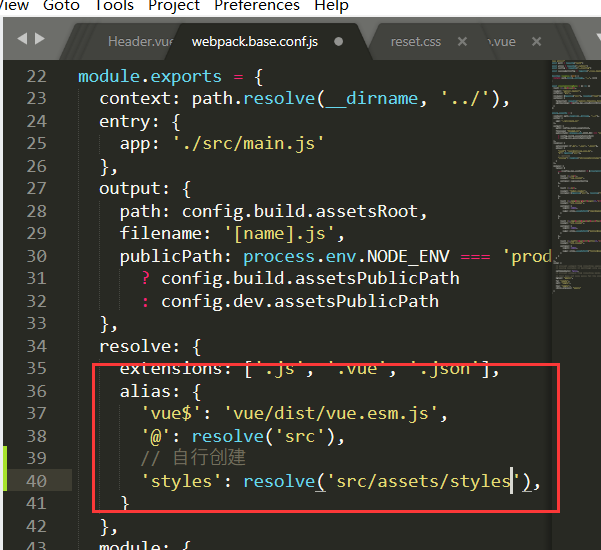 View Goto Tools Project Preferences Help
Header.vue webpack.base.conf.js reset.css .vue
22 module.exports = {
23 context: path.resolve(__dirname, '../'),
24 entry: {
25 app: './src/main.js'
26 },
27 output: {
28 path: config.build.assetsRoot,
29 filename: '[name].js',
30 publicPath: process.env.NODE_ENV === 'prod
31 ? config.build.assetsPublicPath
32 : config.dev.assetsPublicPath
33 },
34 resolve: {
35 extensions: ['.js', '.vue', '.json'],
36 alias: {
37 'vue$': 'vue/dist/vue.esm.js',
38 '@': resolve('src'),
39 // 自行创建
40 'styles': resolve('src/assets/styles'),
41 }
42 },
43 module: {